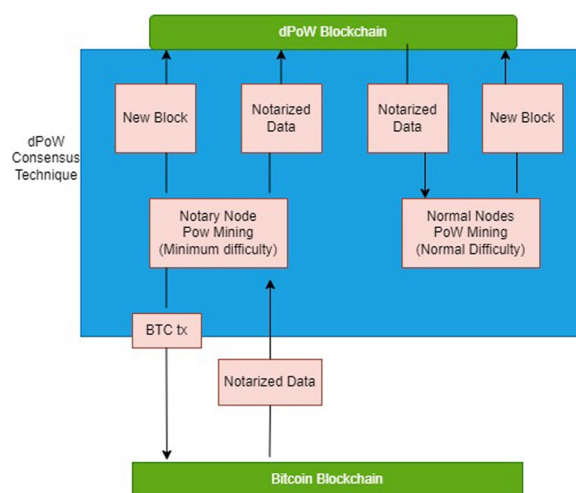 dPoW Blockchain
New Block
Notarized
Data
Notarized
Data
New Block
dPoW
Consensus
Technique
Notary Node
Pow Mining
(Minimum difficulty)
Normal Nodes
PoW Mining
(Normal Difficulty)
BTC tx
Notarized Data
Bitcoin Blockchain